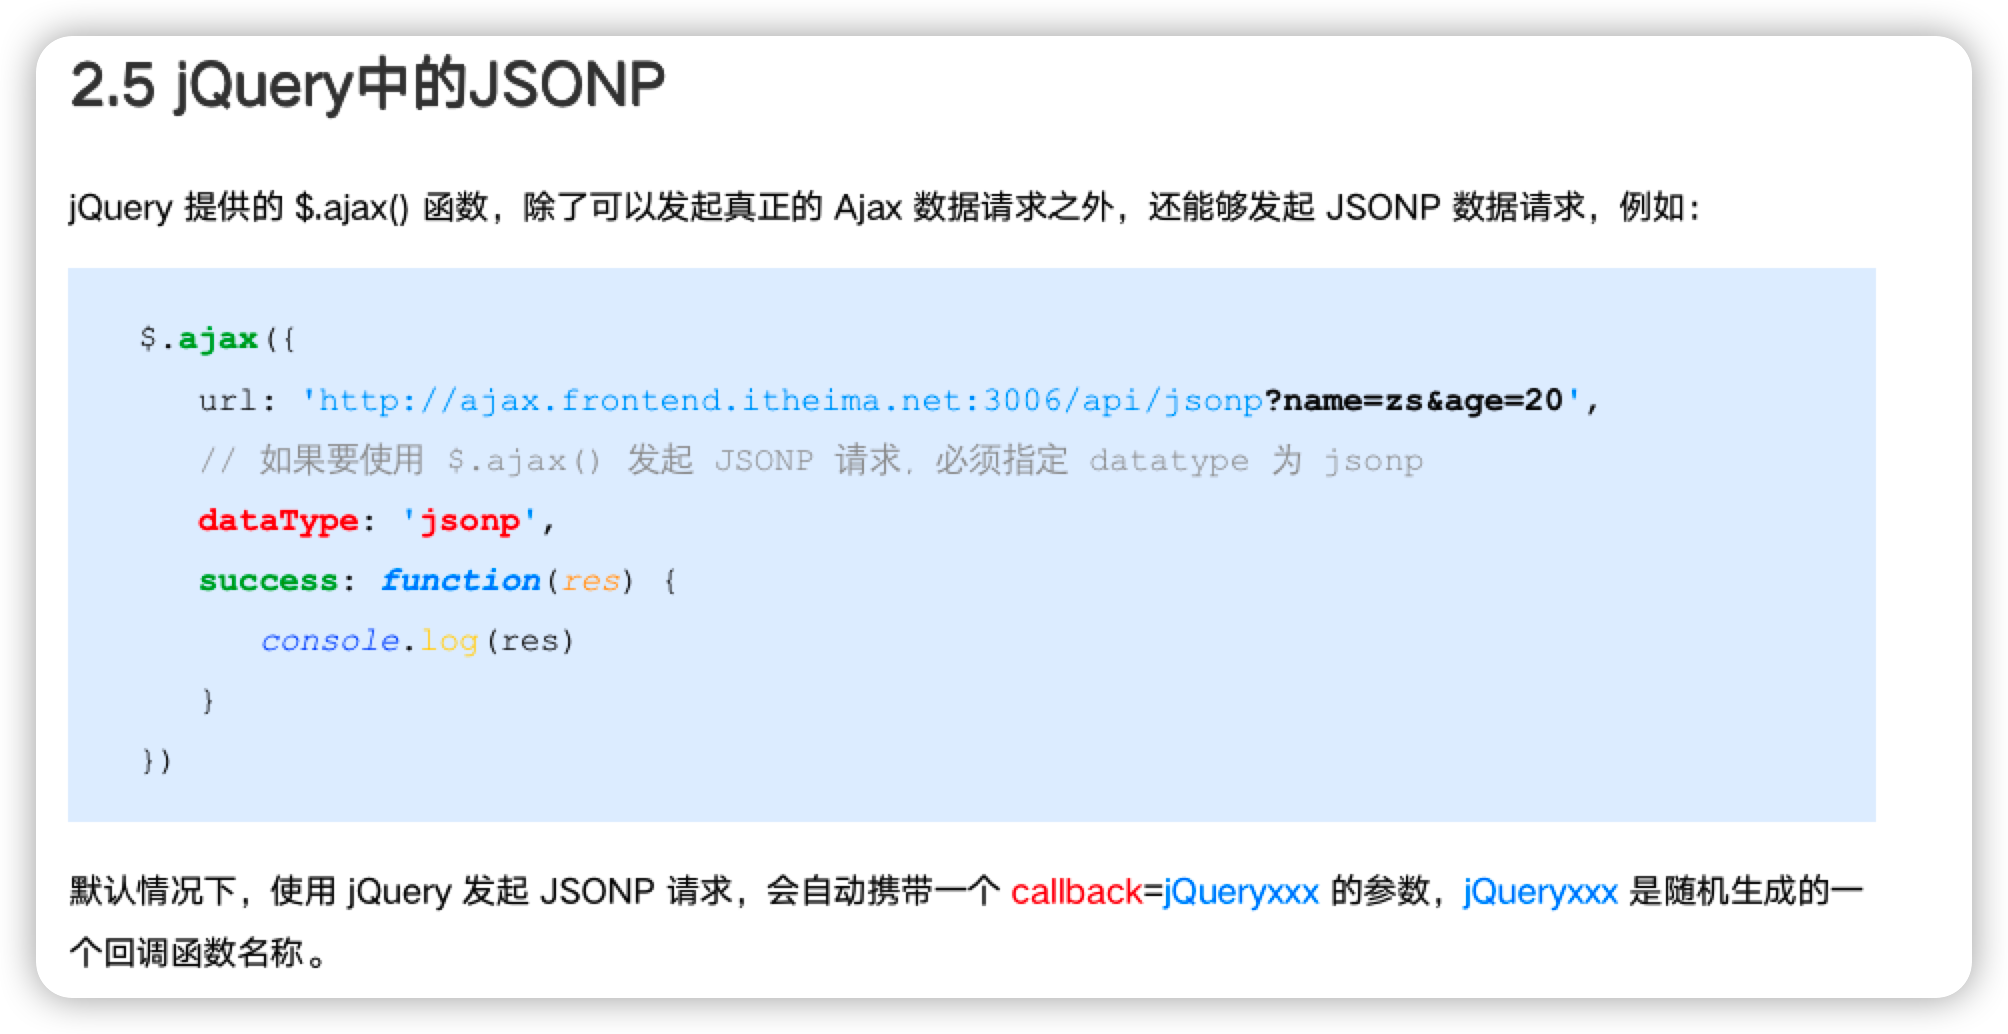 2.5 jQuery中的JSONP
jQuery 提供的 $.ajax() 函数，除了可以发起真正的 Ajax 数据请求之外，还能够发起 JSONP 数据请求，例如：
$.ajax({
url: 'http://ajax.frontend.itheima.net:3006/api/jsonp?name=zs&age=20',
// 如果要使用 $.ajax() 发起 JSONP 请求，必须指定 datatype 为 jsonp
dataType: 'jsonp',
success: function(res) {
console.log(res)
}
})
默认情况下，使用 jQuery 发起 JSONP 请求，会自动携带一个 callback=jQueryxxx 的参数，jQueryxxx 是随机生成的一
个回调函数名称。